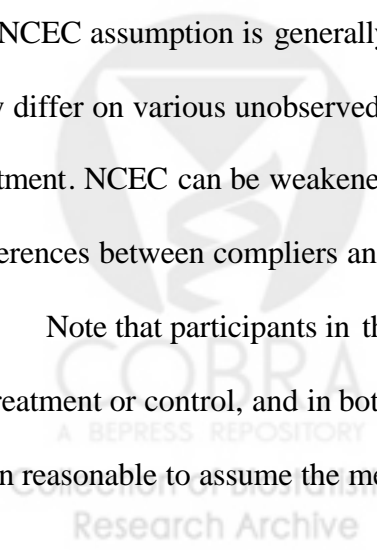 NCEC assumption is generally
differ on various unobserved
tment. NCEC can be weakene
erences between compliers an
Note that participants in th
reatment or control, and in bot
n reasonable to assume the me
COBRA
A BEPRESS REPOSITORY
Collection of Biostatistics
Research Archive